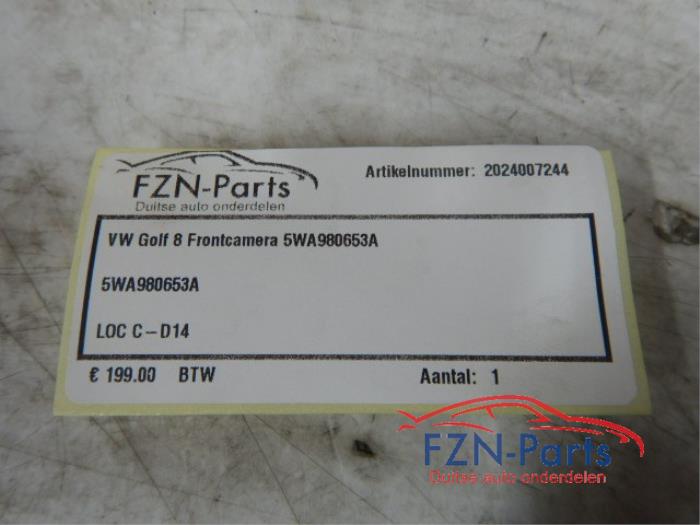 FZN-Parts
Duitse auto onderdelen
Artikelnummer: 2024007244
VW Golf 8 Frontcamera 5WA980653A
5WA980653A
LOC C-D14
€ 199.00 BTW
Aantal: 1
FZN-Parts
Duitse auto onderdelen